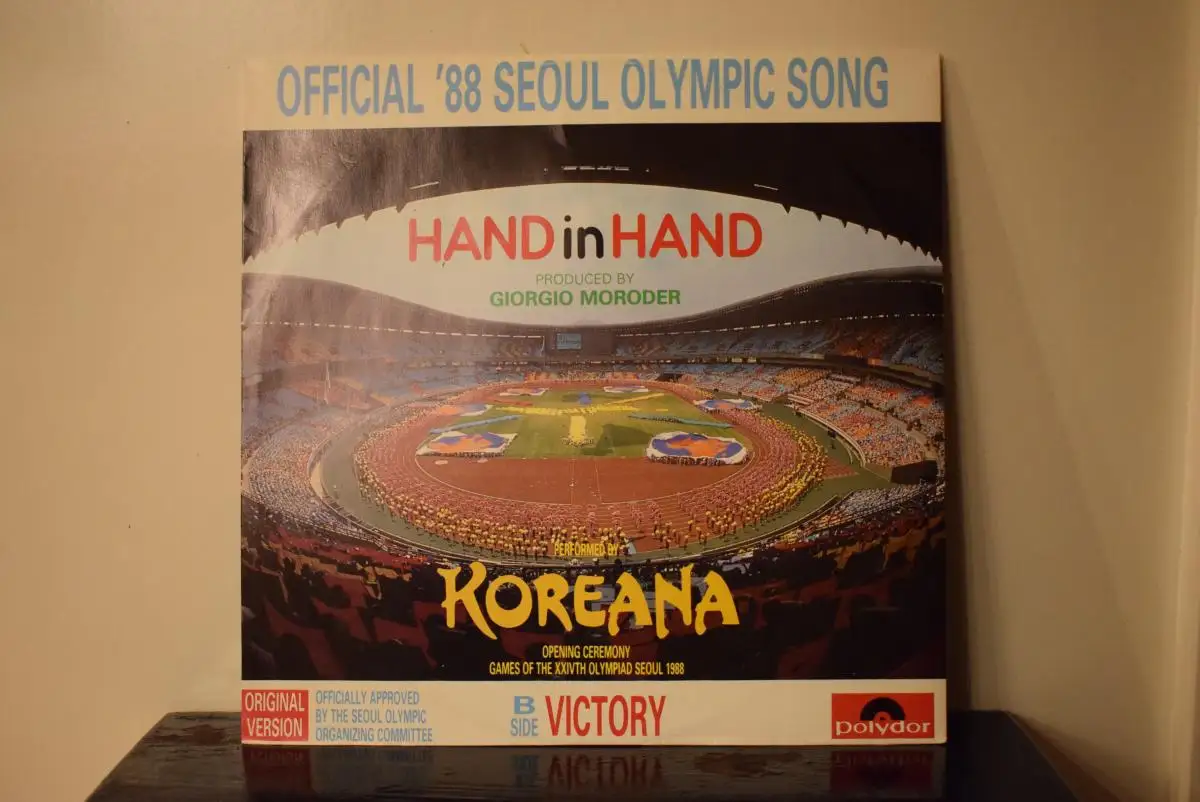 OFFICIAL '88 SEOUL OLYMPIC SONG
HAND in HAND
PRODUCED BY
GIORGIO MORODER
PERFORMED BY
KOREANA
OPENING CEREMONY
GAMES OF THE XXIVTH OLYMPIAD SEOUL 1988
ORIGINAL
VERSION
OFFICIALLY APPROVED
BY THE SEOUL OLYMPIC
ORGANIZING COMMITTEE
B
SIDE
VICTORY
polydor